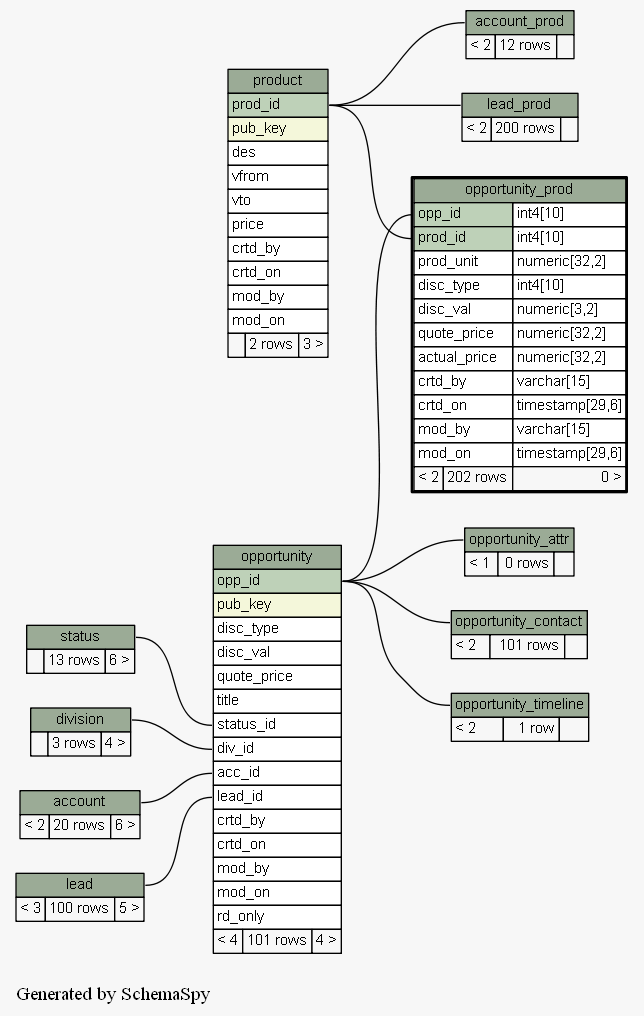 account_prod
< 2 12 rows
product
prod_id
pub_key
des
vfrom
vto
price
crtd_by
crtd_on
mod_by
mod_on
2 rows 3 >
lead_prod
< 2 200 rows
opportunity_prod
opp_id int4[10]
prod_id int4[10]
prod_unit numeric[32,2]
disc_type int4[10]
disc_val numeric[3,2]
quote_price numeric[32,2]
actual_price numeric[32,2]
crtd_by varchar[15]
crtd_on timestamp[29,6]
mod_by varchar[15]
mod_on timestamp[29,6]
< 2 202 rows 0 >
opportunity
opp_id
pub_key
disc_type
disc_val
quote_price
title
status_id
div_id
acc_id
lead_id
crtd_by
crtd_on
mod_by
mod_on
rd_only
< 4 101 rows 4 >
opportunity_attr
< 1 0 rows
opportunity_contact
< 2 101 rows
opportunity_timeline
< 2 1 row
status
13 rows 6 >
division
3 rows 4 >
account
< 2 20 rows 6 >
lead
< 3 100 rows 5 >
Generated by SchemaSpy